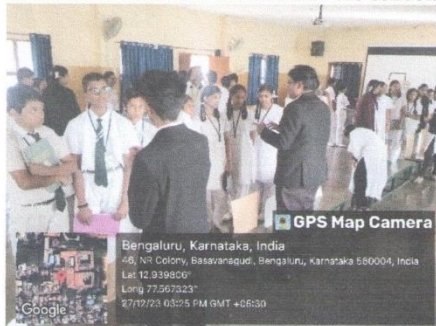 GPS Map Camera
Bengaluru, Karnataka, India
46, NR Colony, Basavanagudi, Bengaluru, Karnataka 560004, India
Lat 12.939806°
Long 77.567323°
27/12/23 03:25 PM GMT +05:30
Google